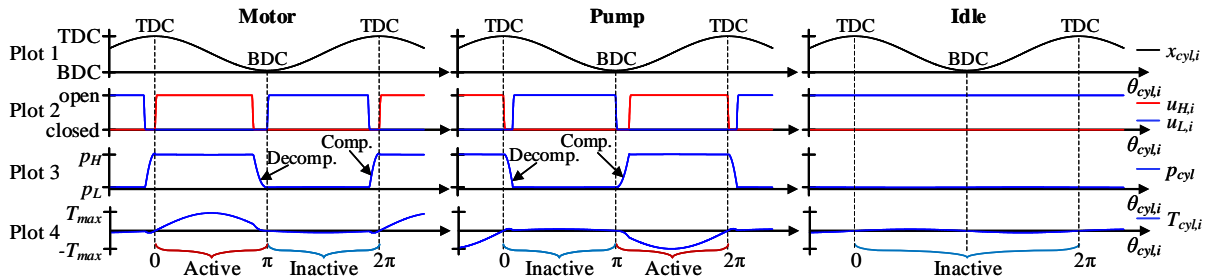 Motor Pump Idle
TDC TDC TDC TDC TDC TDC
Plot 1 TDC BDC BDC BDC BDC x_cyl,i
θ_cyl,i
Plot 2 open closed u_H,i
u_L,i
θ_cyl,i
Plot 3 p_H p_L Decomp. Comp. Decomp. Comp. p_cyl
θ_cyl,i
Plot 4 T_max -T_max T_cyl,i
θ_cyl,i
0 π 2π 0 π 2π 0 π 2π
Active Inactive Inactive Active Inactive